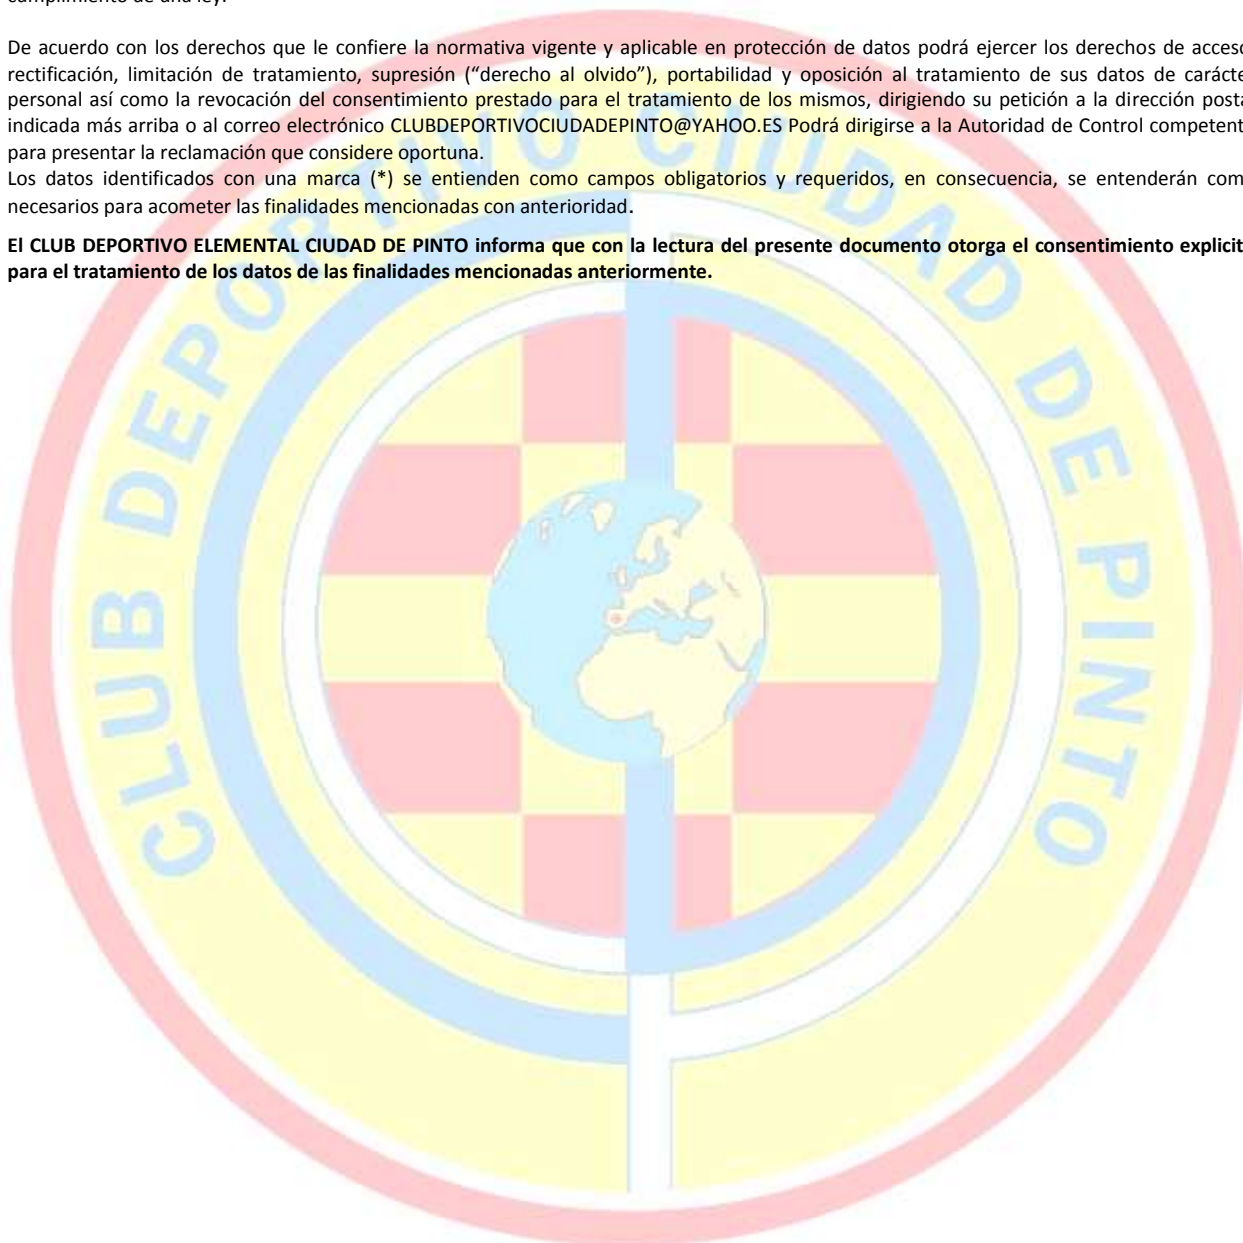 cumplimiento de una ley.
De acuerdo con los derechos que le confiere la normativa vigente y aplicable en protección de datos podrá ejercer los derechos de acceso
rectificación, limitación de tratamiento, supresión (“derecho al olvido”), portabilidad y oposición al tratamiento de sus datos de carácte
personal así como la revocación del consentimiento prestado para el tratamiento de los mismos, dirigiendo su petición a la dirección posta
indicada más arriba o al correo electrónico CLUBDEPORTIVOCIUDADEPINTO@YAHOO.ES Podrá dirigirse a la Autoridad de Control competent
para presentar la reclamación que considere oportuna.
Los datos identificados con una marca (*) se entienden como campos obligatorios y requeridos, en consecuencia, se entenderán com
necesarios para acometer las finalidades mencionadas con anterioridad.
El CLUB DEPORTIVO ELEMENTAL CIUDAD DE PINTO informa que con la lectura del presente documento otorga el consentimiento explicit
para el tratamiento de los datos de las finalidades mencionadas anteriormente.
CLUB DEPORTIVO CIUDAD DE PINTO